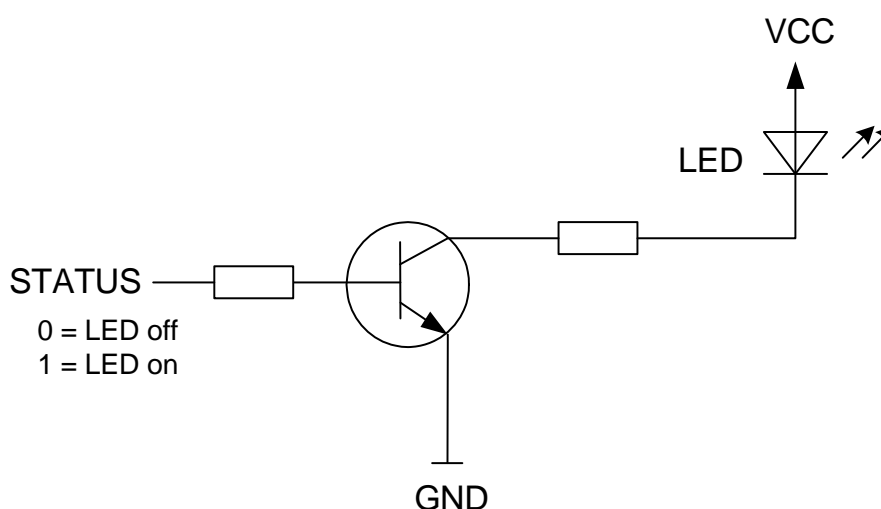 VCC
LED
STATUS
0 = LED off
1 = LED on
GND